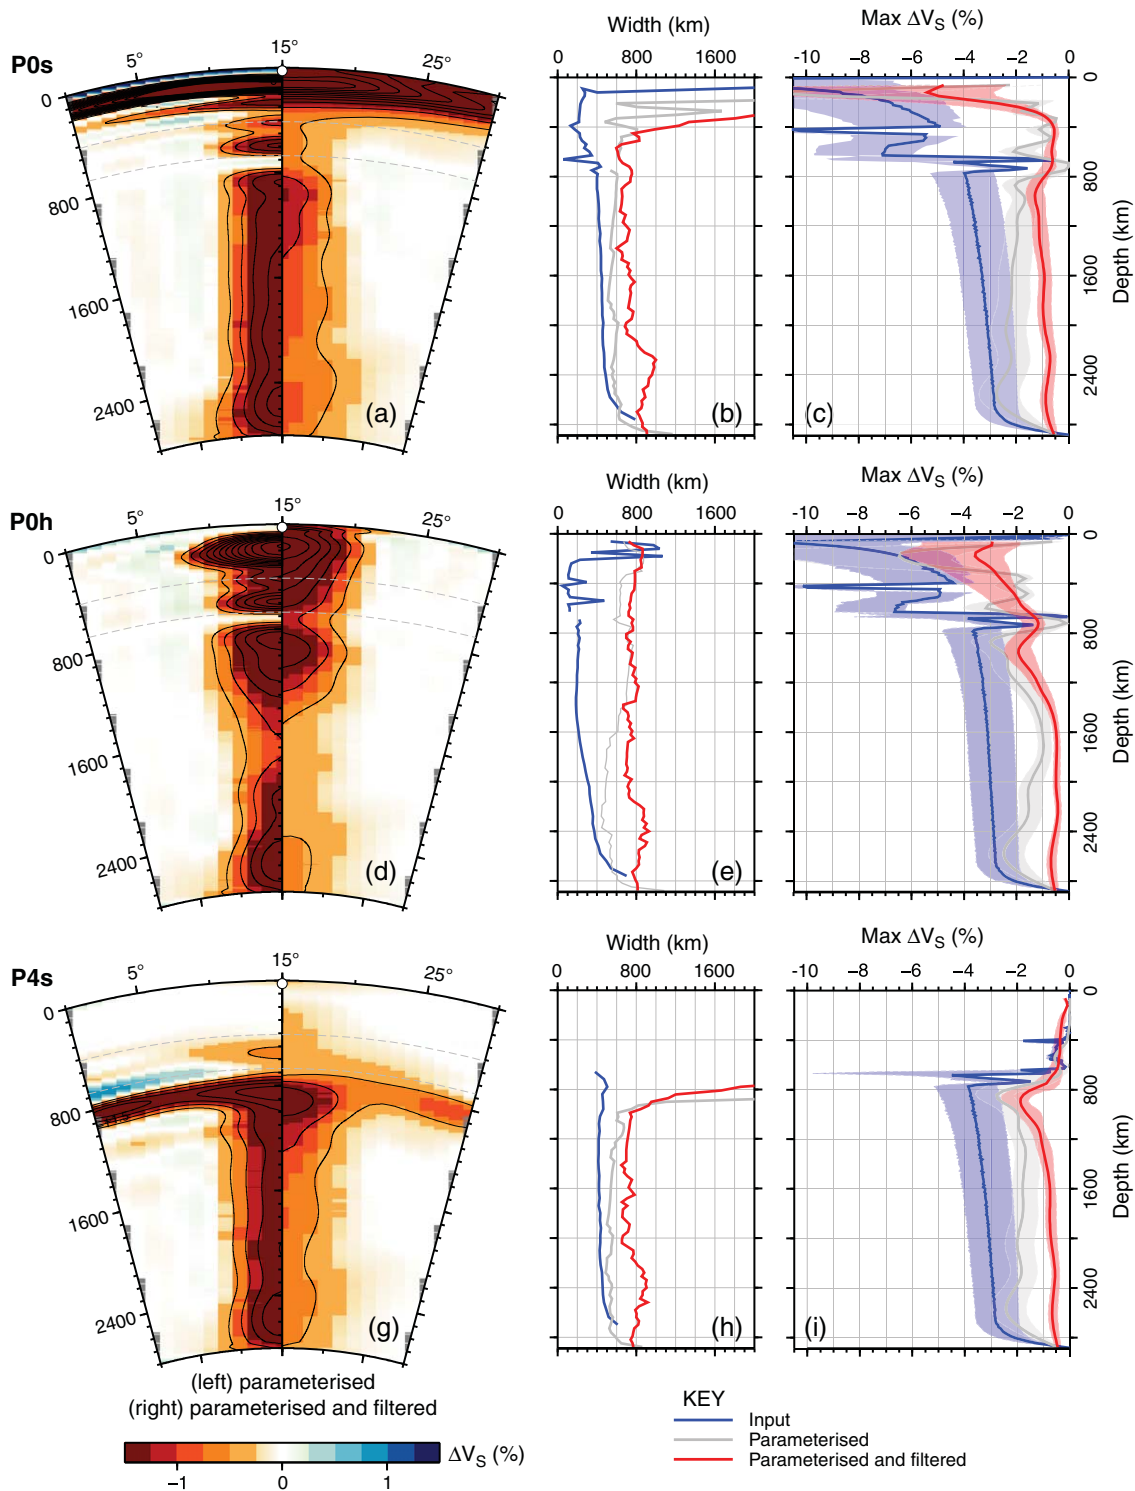 P0s
5°
15°
25°
0
800
1600
2400
(a)
Width (km)
0
800
1600
(b)
Max ΔVS (%)
-10
-8
-6
-4
-2
0
0
800
1600
2400
Depth (km)
(c)
P0h
5°
15°
25°
0
800
1600
2400
(d)
Width (km)
0
800
1600
(e)
Max ΔVS (%)
-10
-8
-6
-4
-2
0
0
800
1600
2400
Depth (km)
P4s
5°
15°
25°
0
800
1600
2400
(g)
Width (km)
0
800
1600
(h)
Max ΔVS (%)
-10
-8
-6
-4
-2
0
0
800
1600
2400
Depth (km)
(i)
(left) parameterised
(right) parameterised and filtered
ΔVS (%)
−1
0
1
KEY
Input
Parameterised
Parameterised and filtered